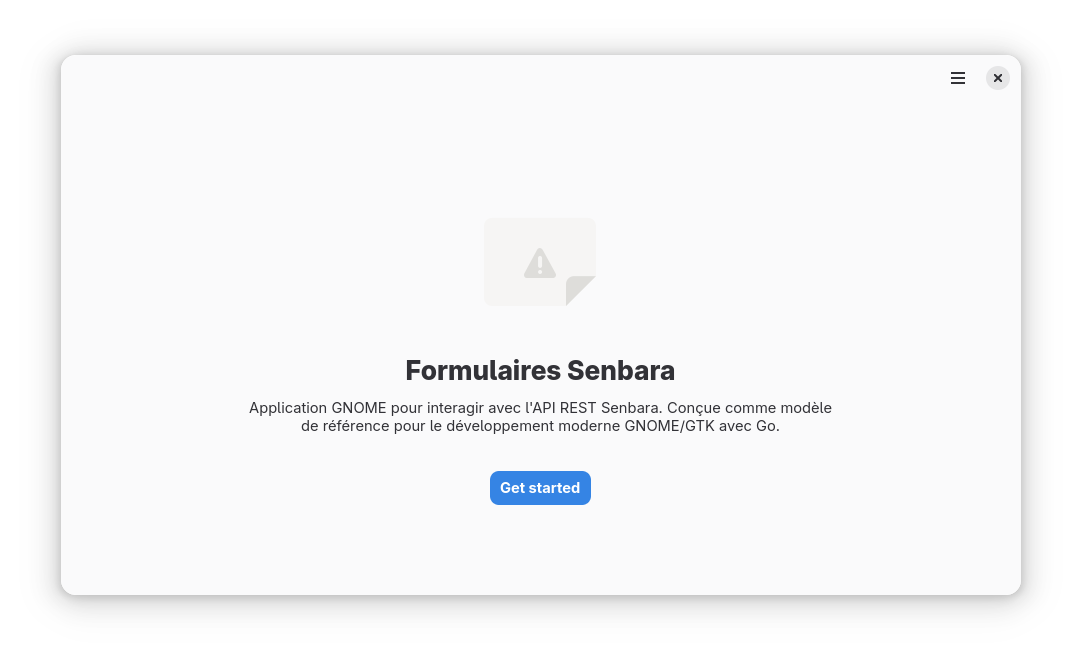 Formulaires Senbara
Application GNOME pour interagir avec l'API REST Senbara. Conçue comme modèle
de référence pour le développement moderne GNOME/GTK avec Go.
Get started